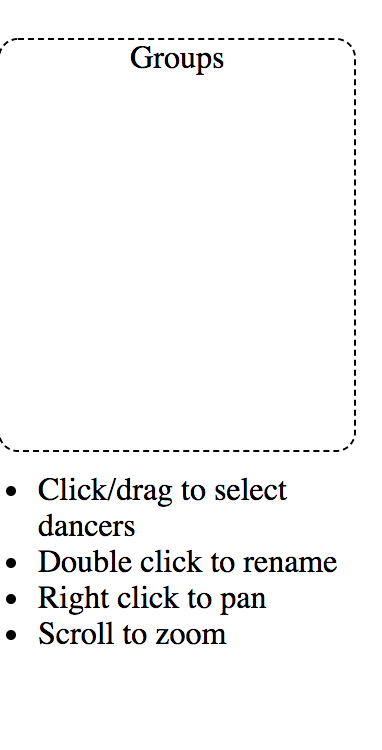 Groups
Click/drag to select
dancers
Double click to rename
Right click to pan
Scroll to zoom